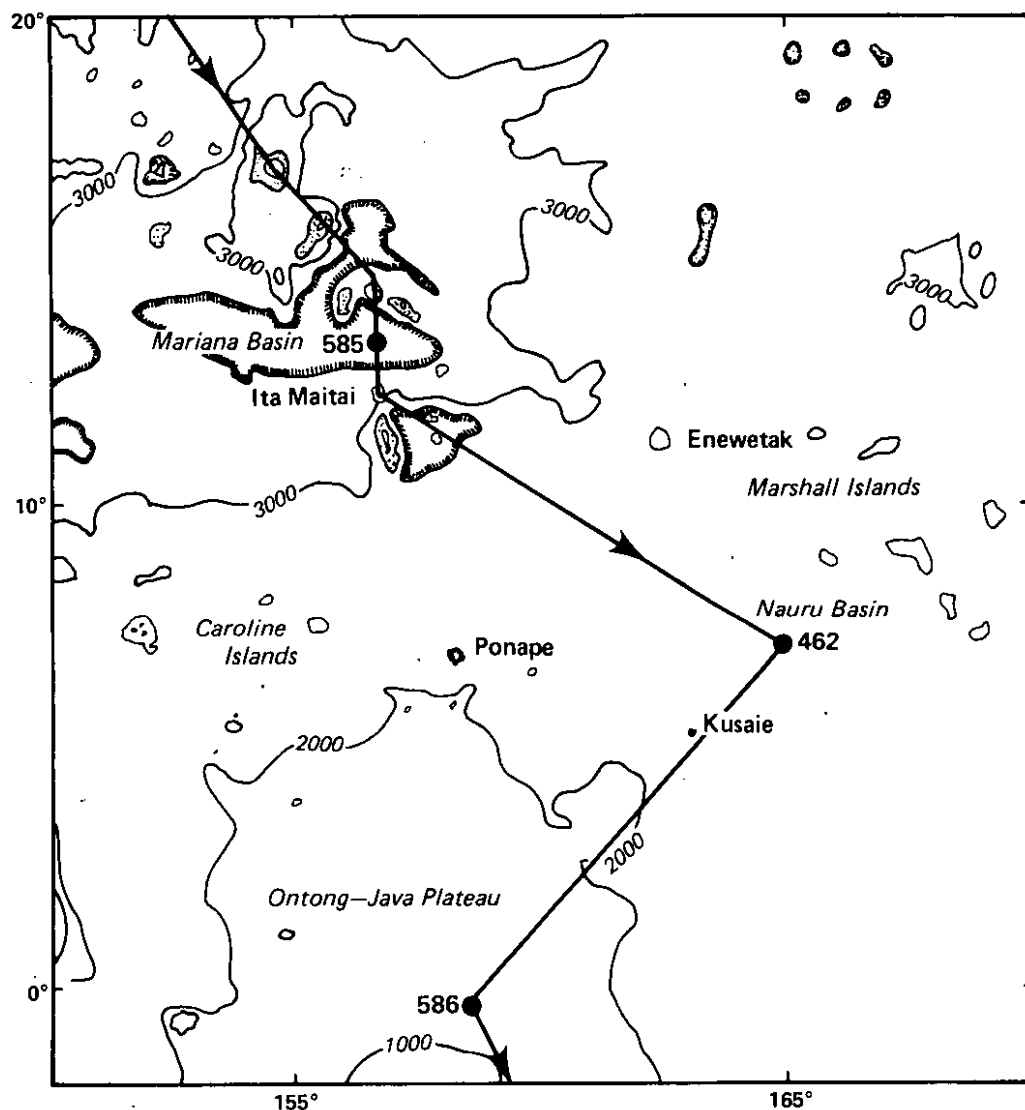 20°
3000
3000
3000
3000
Mariana Basin
585
Ita Maitai
Enewetak
Marshall Islands
10°
3000
Nauru Basin
Caroline
Islands
Ponape
462
Kusaie
2000
2000
Ontong–Java Plateau
0°
586
1000
155°
165°